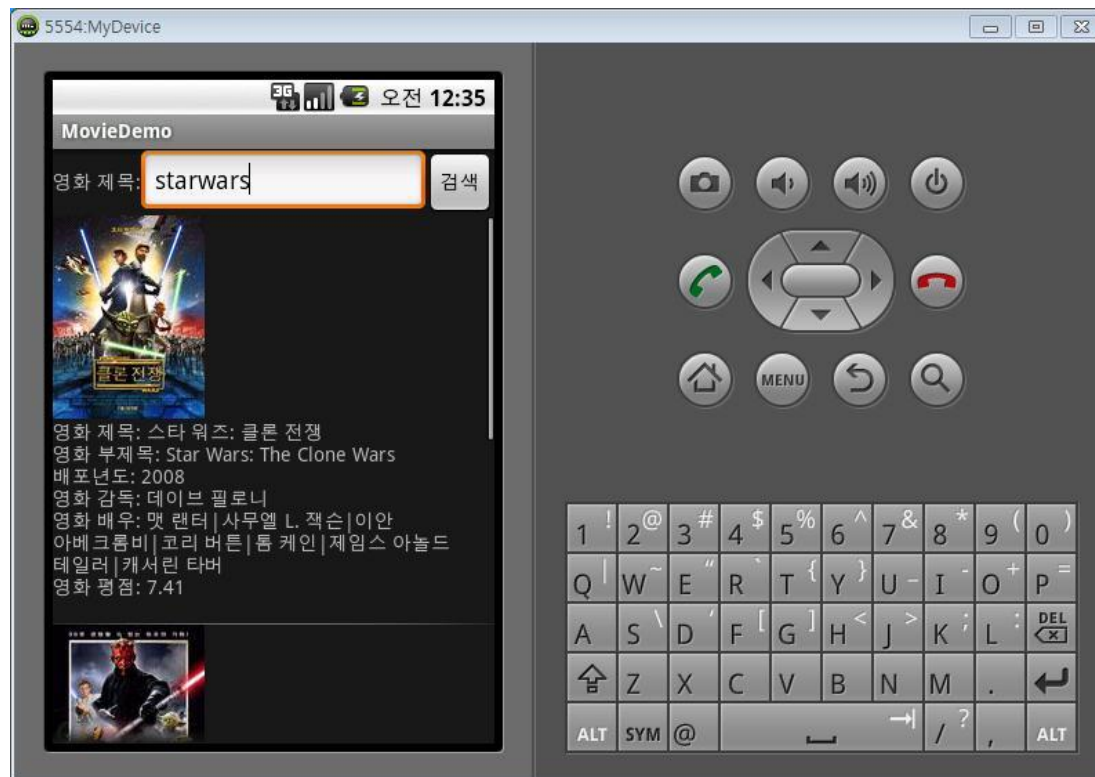 5554:MyDevice
3G 오전 12:35
MovieDemo
영화 제목: starwars 검색
클론 전쟁
영화 제목: 스타 워즈: 클론 전쟁
영화 부제목: Star Wars: The Clone Wars
배포년도: 2008
영화 감독: 데이브 필로니
영화 배우: 맷 랜터|사무엘 L. 잭슨|이안
아베크롬비|코리 버튼|톰 케인|제임스 아놀드
테일러|캐서린 타버
영화 평점: 7.41
MENU
1 ! 2 @ 3 # 4 $ 5 % 6 ^ 7 & 8 * 9 ( 0 )
Q | W ~ E " R ` T { Y } U _ I - O + P =
A S \ D ' F [ G ] H < J > K ; L : DEL
Z X C V B N M .
ALT SYM @ / ? , ALT